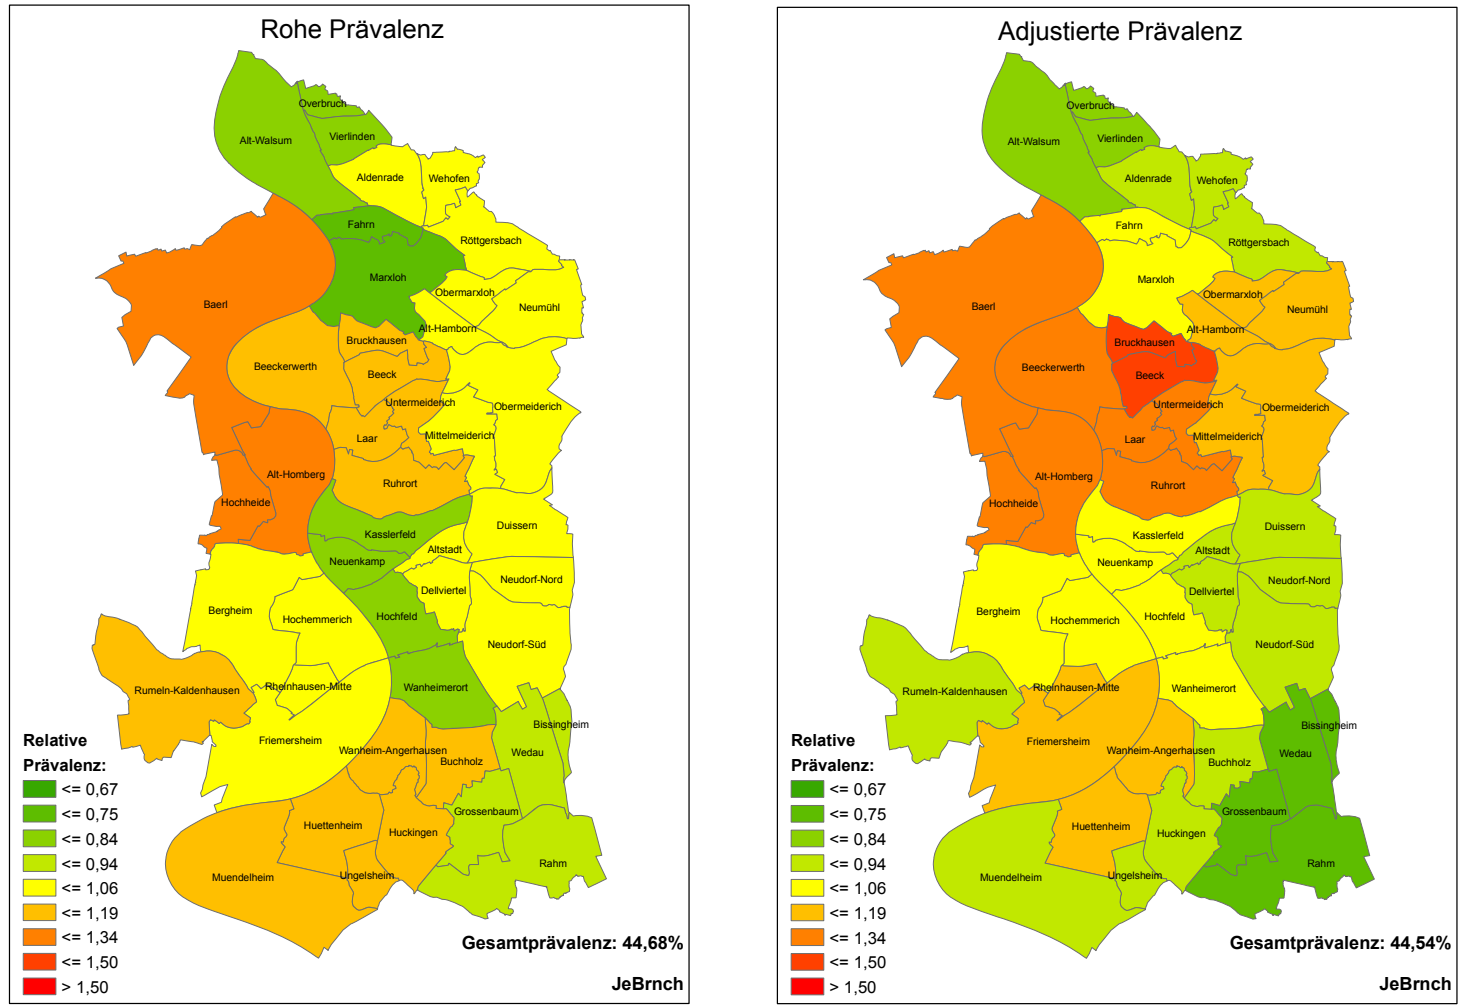 Rohe Prävalenz
Overbruch
Alt-Walsum
Vierlinden
Aldenrade
Wehofen
Fahrn
Röttgersbach
Marxloh
Obermarxloh
Baerl
Neumühl
Alt-Hamborn
Bruckhausen
Beeckerwerth
Beeck
Untermeiderich
Obermeiderich
Laar
Mittelmeiderich
Alt-Homberg
Ruhrort
Hochheide
Duissern
Kasslerfeld
Altstadt
Neuenkamp
Neudorf-Nord
Dellviertel
Bergheim
Hochemmerich
Hochfeld
Neudorf-Süd
Rumeln-Kaldenhausen
Rheinhausen-Mitte
Wanheimerort
Bissingheim
Friemersheim
Wanheim-Angerhausen
Wedau
Buchholz
Grossenbaum
Huettenheim
Huckingen
Rahm
Muendelheim
Ungelsheim
Relative
Prävalenz:
<= 0,67
<= 0,75
<= 0,84
<= 0,94
<= 1,06
<= 1,19
<= 1,34
<= 1,50
> 1,50
Gesamtprävalenz: 44,68%
JeBrnch
Adjustierte Prävalenz
Overbruch
Alt-Walsum
Vierlinden
Aldenrade
Wehofen
Fahrn
Röttgersbach
Marxloh
Obermarxloh
Baerl
Neumühl
Alt-Hamborn
Bruckhausen
Beeckerwerth
Beeck
Untermeiderich
Obermeiderich
Laar
Mittelmeiderich
Alt-Homberg
Ruhrort
Hochheide
Duissern
Kasslerfeld
Altstadt
Neuenkamp
Neudorf-Nord
Dellviertel
Bergheim
Hochemmerich
Hochfeld
Neudorf-Süd
Rumeln-Kaldenhausen
Rheinhausen-Mitte
Wanheimerort
Bissingheim
Friemersheim
Wanheim-Angerhausen
Wedau
Buchholz
Grossenbaum
Huettenheim
Huckingen
Rahm
Muendelheim
Ungelsheim
Relative
Prävalenz:
<= 0,67
<= 0,75
<= 0,84
<= 0,94
<= 1,06
<= 1,19
<= 1,34
<= 1,50
> 1,50
Gesamtprävalenz: 44,54%
JeBrnch